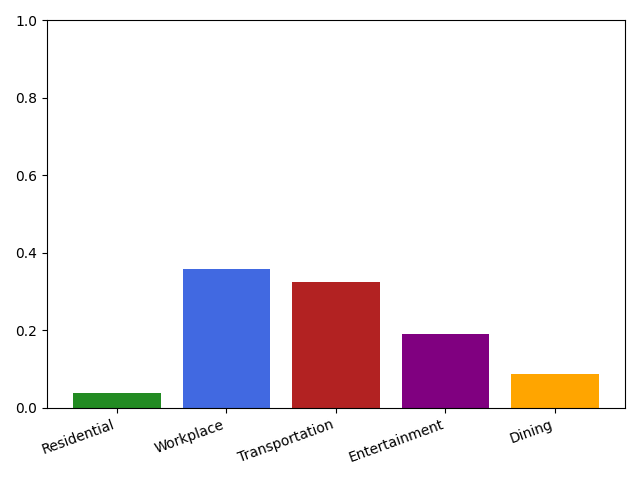 1.0
0.8
0.6
0.4
0.2
0.0
Residential
Workplace
Transportation
Entertainment
Dining